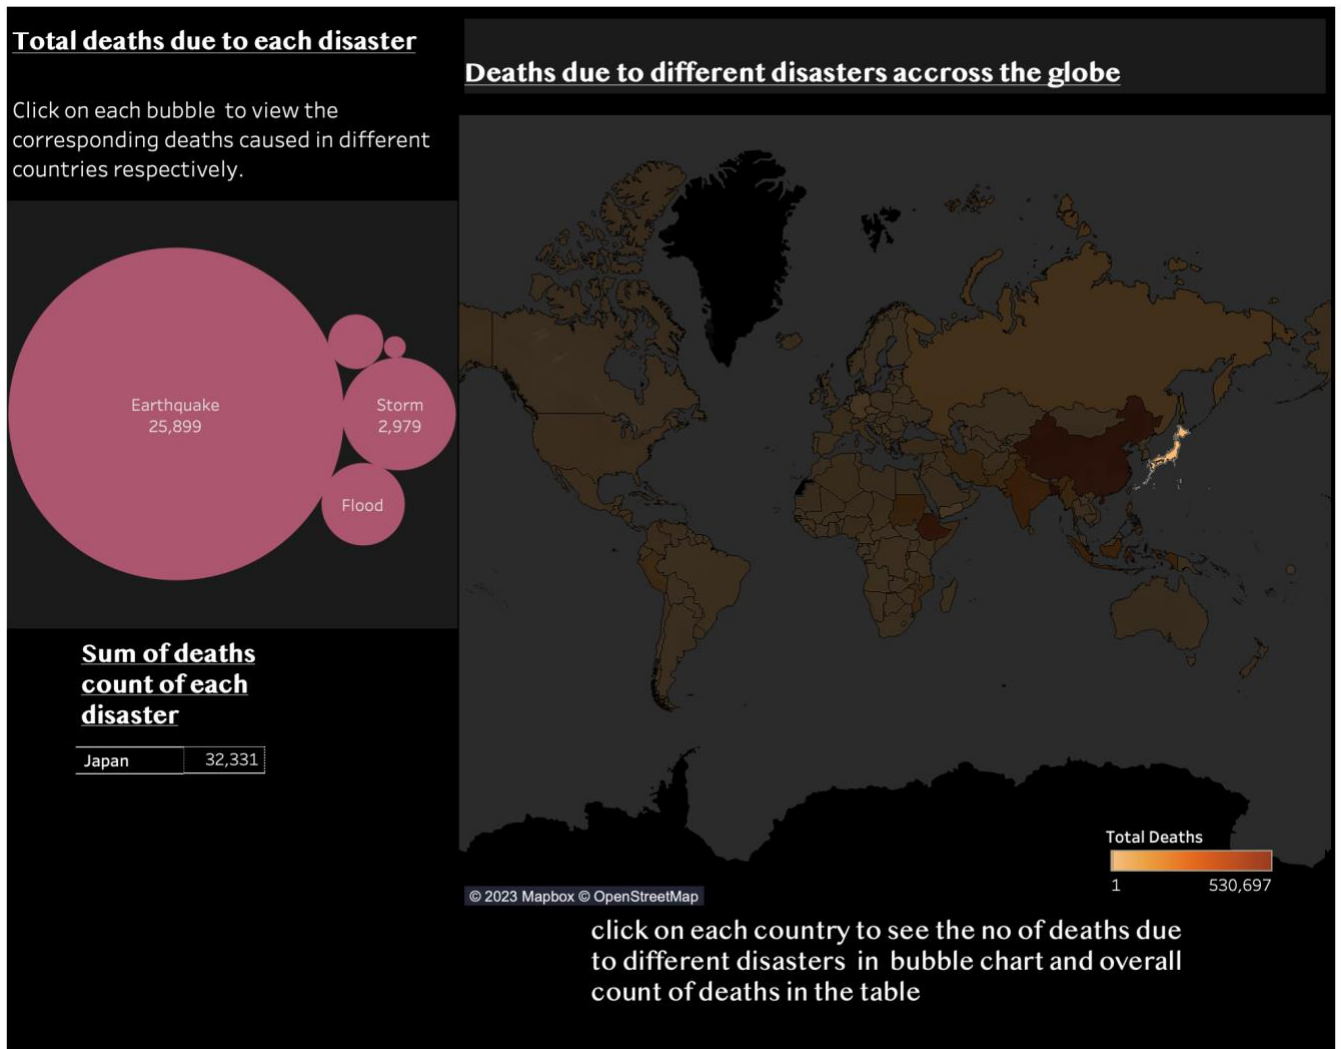 Total deaths due to each disaster
Click on each bubble  to view the
corresponding deaths caused in different
countries respectively.
Earthquake
25,899
Storm
2,979
Flood
Sum of deaths
count of each
disaster
Japan 32,331
Deaths due to different disasters accross the globe
Total Deaths
1 530,697
© 2023 Mapbox © OpenStreetMap
click on each country to see the no of deaths due
to different disasters  in  bubble chart and overall
count of deaths in the table